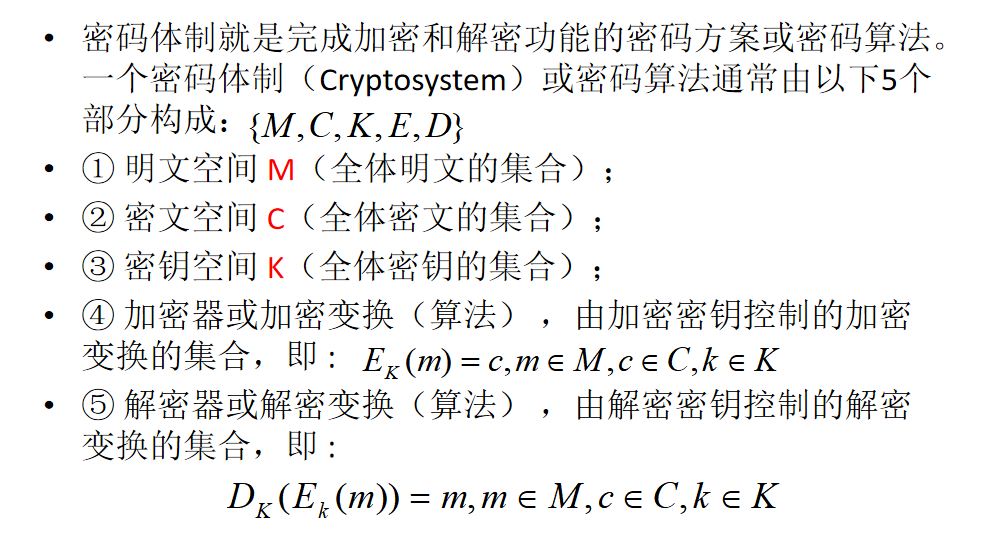 • 密码体制就是完成加密和解密功能的密码方案或密码算法。
一个密码体制（Cryptosystem）或密码算法通常由以下5个
部分构成：{M,C,K,E,D}
• ① 明文空间 M（全体明文的集合）；
• ② 密文空间 C（全体密文的集合）；
• ③ 密钥空间 K（全体密钥的集合）；
• ④ 加密器或加密变换（算法） ，由加密密钥控制的加密
变换的集合，即： E_K(m) = c,m ∈ M,c ∈ C,k ∈ K
• ⑤ 解密器或解密变换（算法） ，由解密密钥控制的解密
变换的集合，即：
D_K(E_k(m)) = m,m ∈ M,c ∈ C,k ∈ K